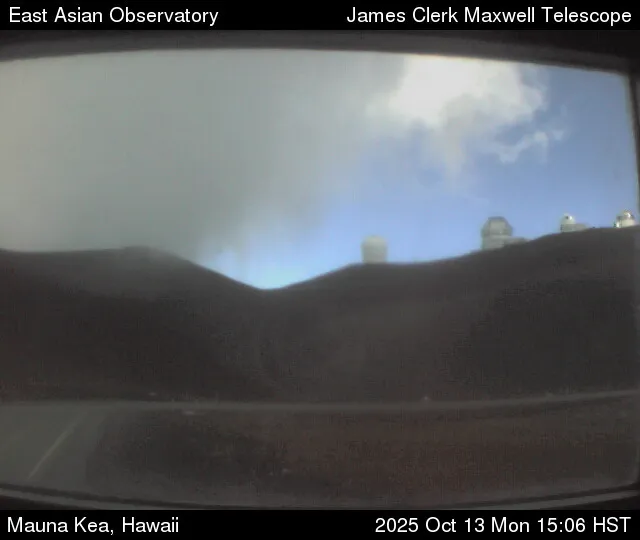 East Asian Observatory
James Clerk Maxwell Telescope
Mauna Kea, Hawaii
2025 Oct 13 Mon 15:06 HST